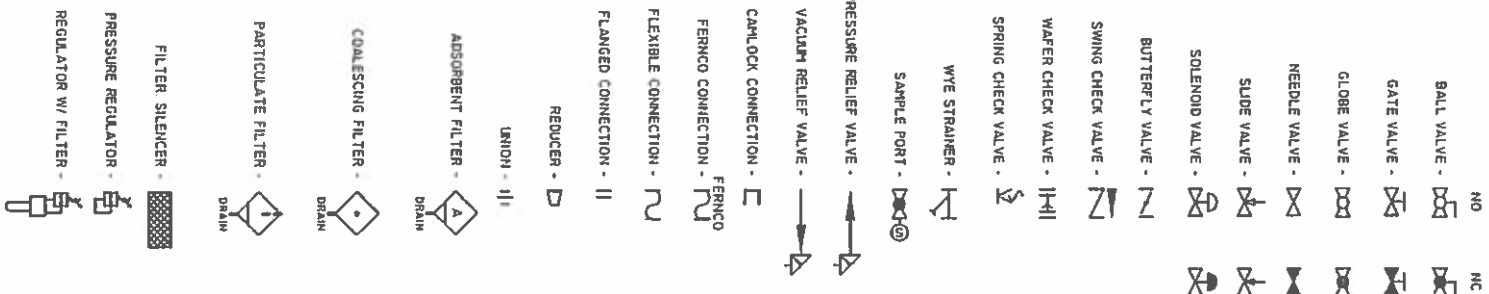 NO NC
BALL VALVE -
GATE VALVE -
GLOBE VALVE -
NEEDLE VALVE -
SLIDE VALVE -
SOLENOID VALVE -
BUTTERFLY VALVE -
SWING CHECK VALVE -
WAFER CHECK VALVE -
SPRING CHECK VALVE -
WYE STRAINER -
SAMPLE PORT - S
RESSURE RELIEF VALVE -
VACUUM RELIEF VALVE -
CAMLOCK CONNECTION -
FERNCO
FERNCO CONNECTION -
FLEXIBLE CONNECTION -
FLANGED CONNECTION -
REDUCER -
UNION -
ADSORBENT FILTER - A
DRAIN
COALESCING FILTER -
DRAIN
PARTICULATE FILTER -
DRAIN
FILTER SILENCER -
PRESSURE REGULATOR -
REGULATOR W/ FILTER -